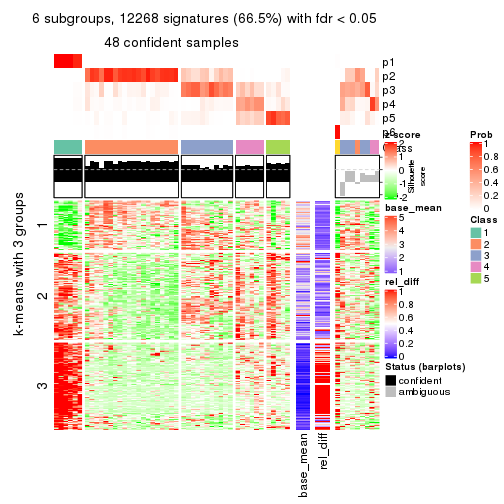 6 subgroups, 12268 signatures (66.5%) with fdr < 0.05
48 confident samples
p1
p2
p3
p4
p5
p6
Class
z-score
2
1
0
-1
-2
Silhouette
score
base_mean
5
4
3
2
1
rel_diff
1
0.8
0.6
0.4
0.2
0
Status (barplots)
confident
ambiguous
Prob
1
0.8
0.6
0.4
0.2
0
Class
1
2
3
4
5
k-means with 3 groups
1
2
3
base_mean
rel_diff